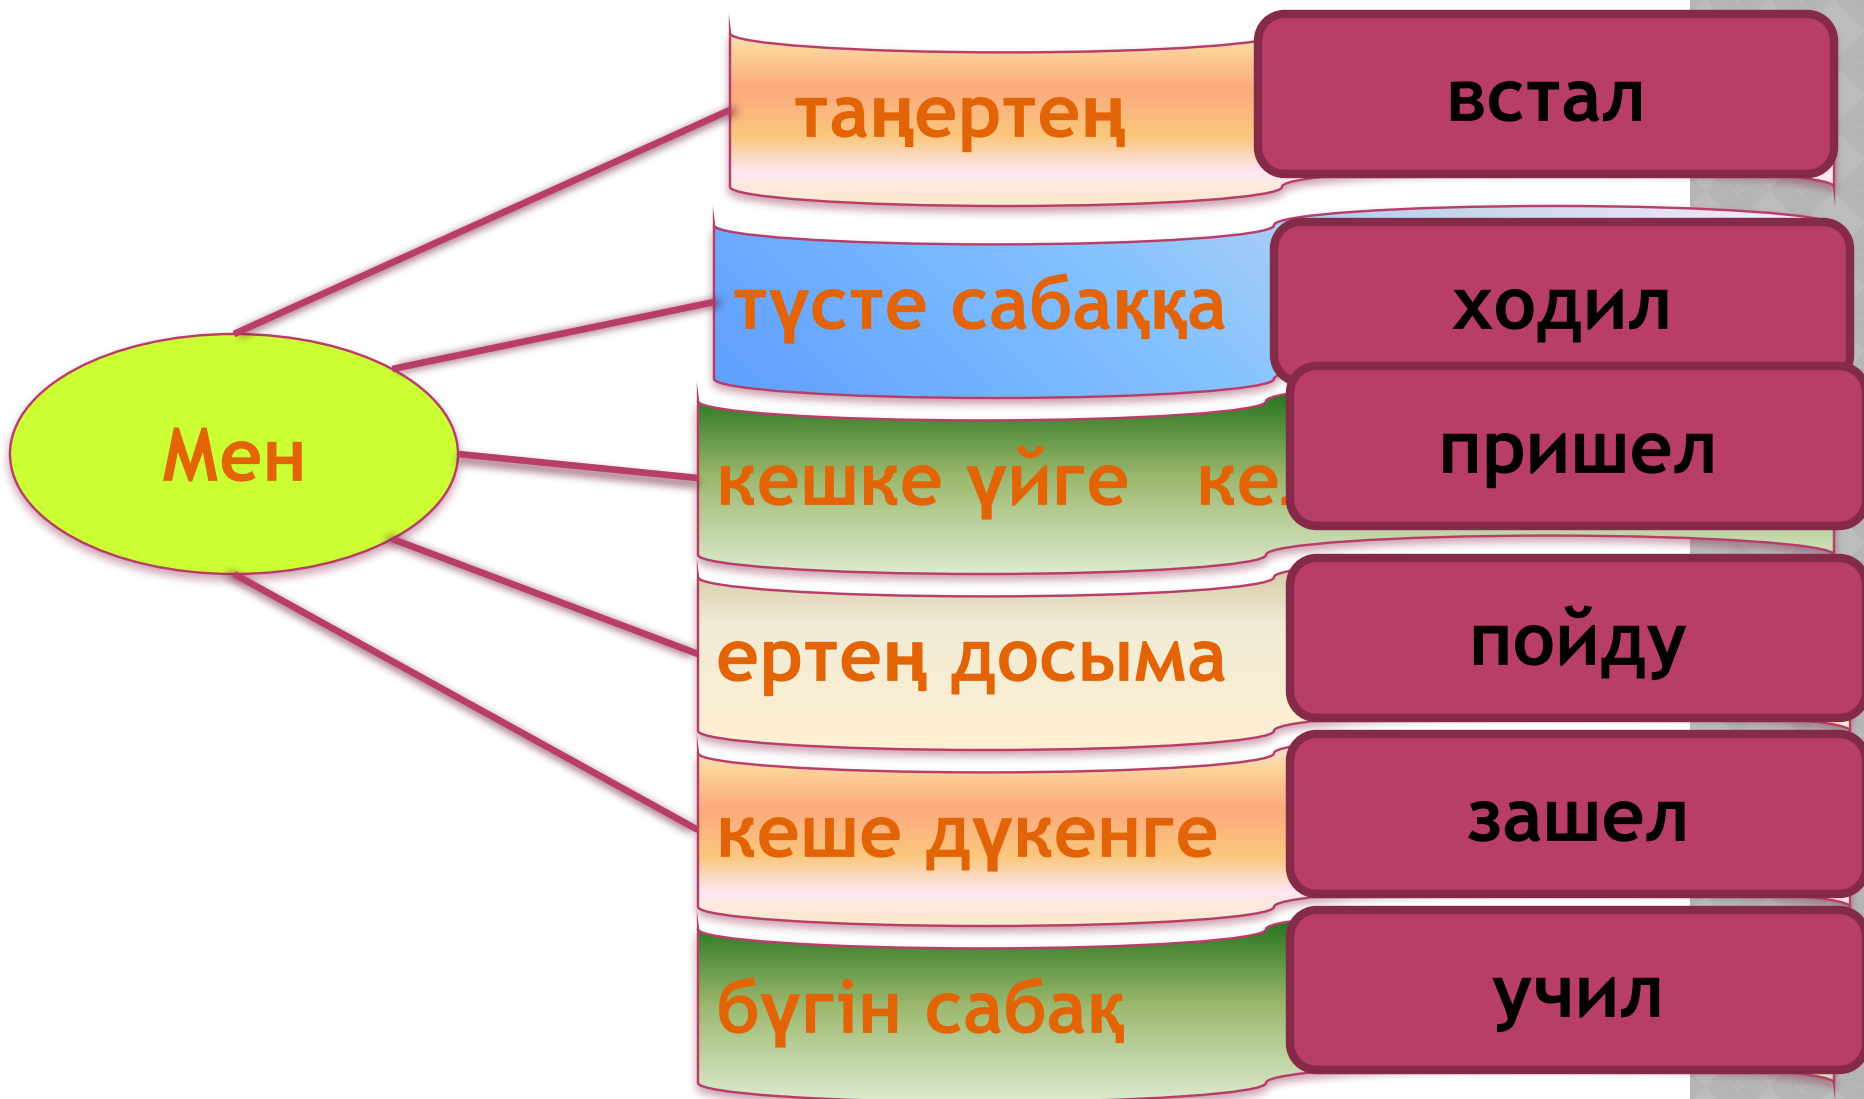 Мен
таңертең встал
түсте сабаққа ходил
кешке үйге пришел
ертең досыма пойду
кеше дүкенге зашел
бүгін сабақ учил